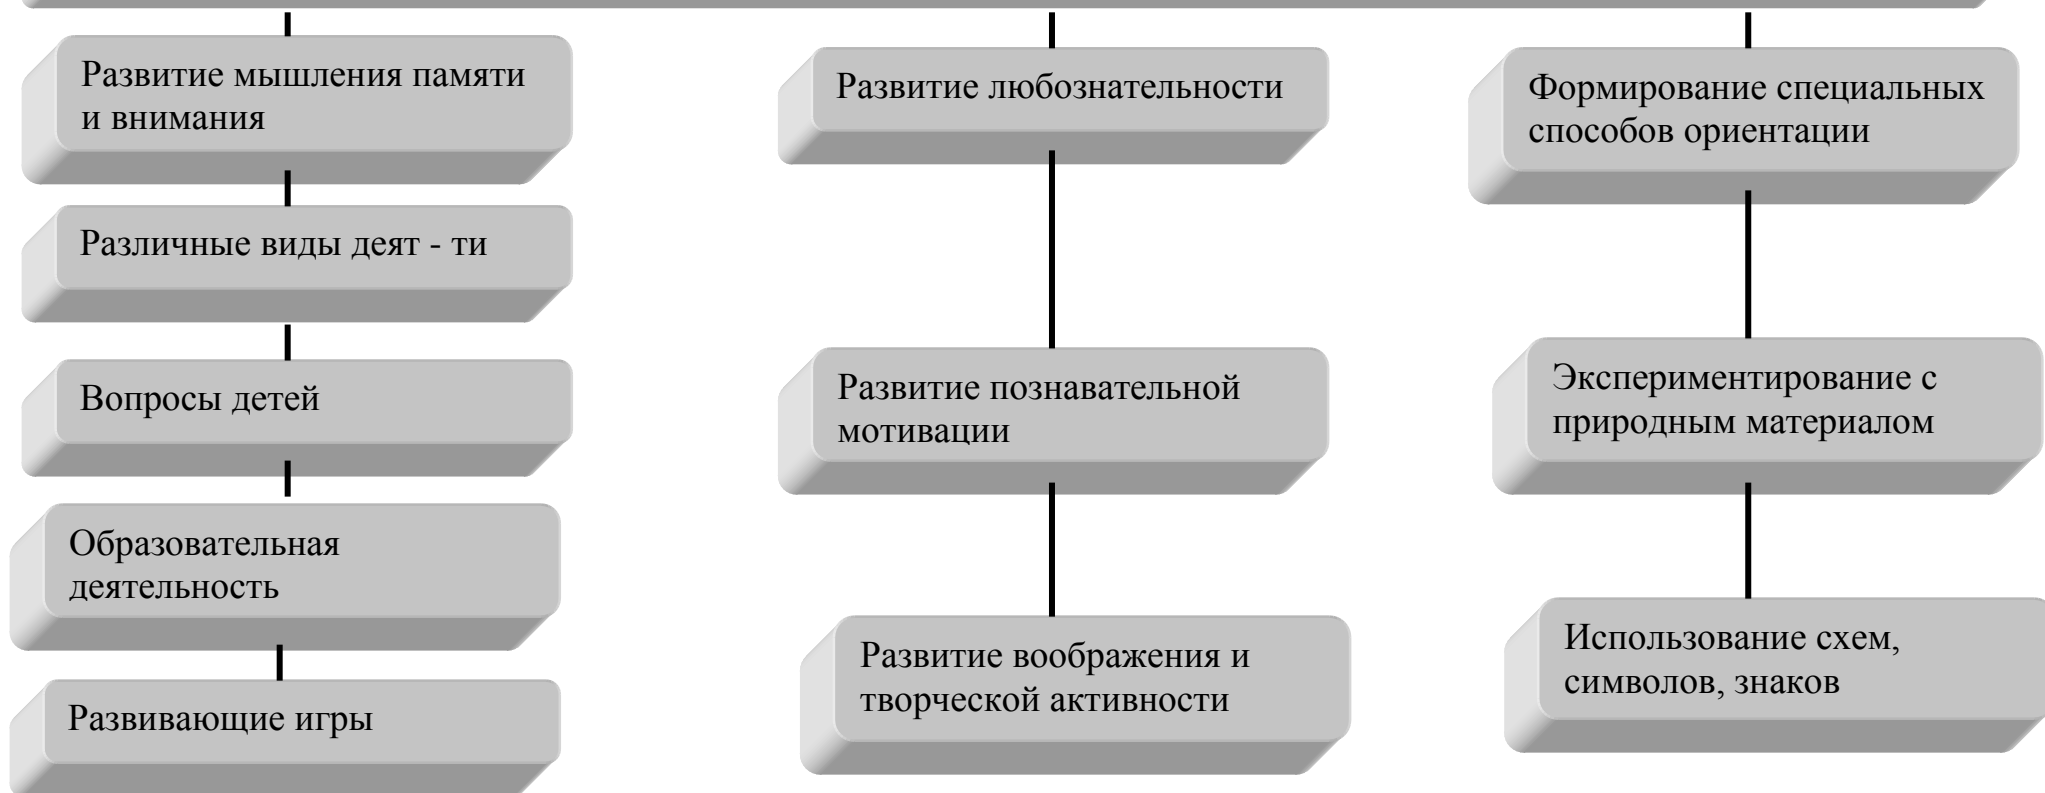 Развитие мышления памяти
и внимания
Различные виды деят - ти
Вопросы детей
Образовательная
деятельность
Развивающие игры
Развитие любознательности
Развитие познавательной
мотивации
Развитие воображения и
творческой активности
Формирование специальных
способов ориентации
Экспериментирование с
природным материалом
Использование схем,
символов, знаков